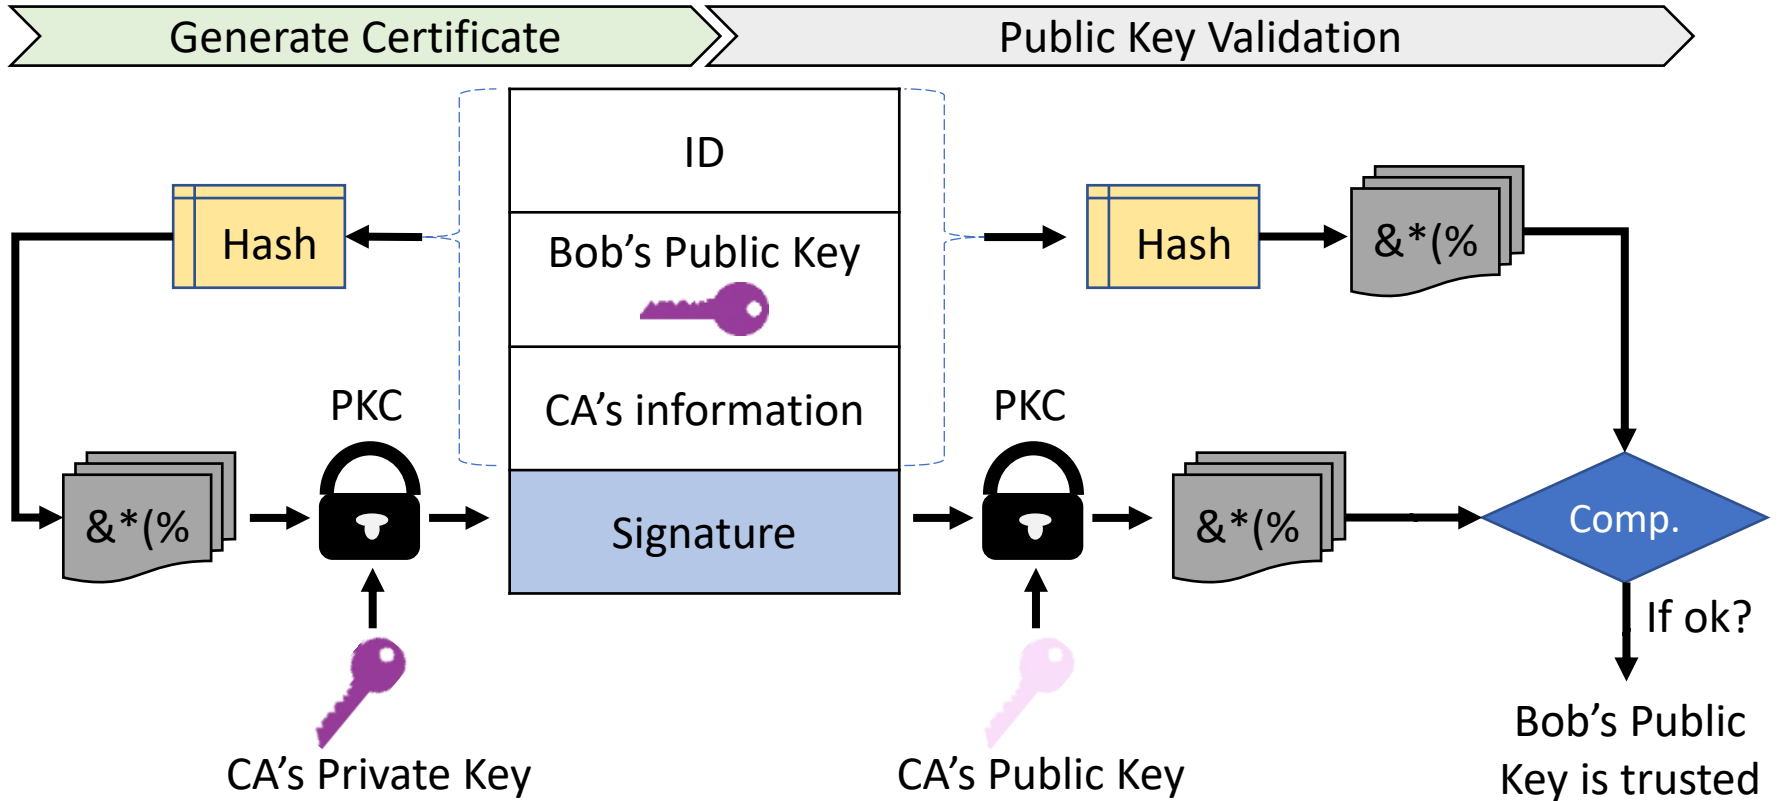 Generate Certificate
Public Key Validation
ID
Hash
Bob’s Public Key
Hash
&*(%
CA’s information
PKC
PKC
&*(%
Signature
&*(%
Comp.
If ok?
CA’s Private Key
CA’s Public Key
Bob’s Public
Key is trusted